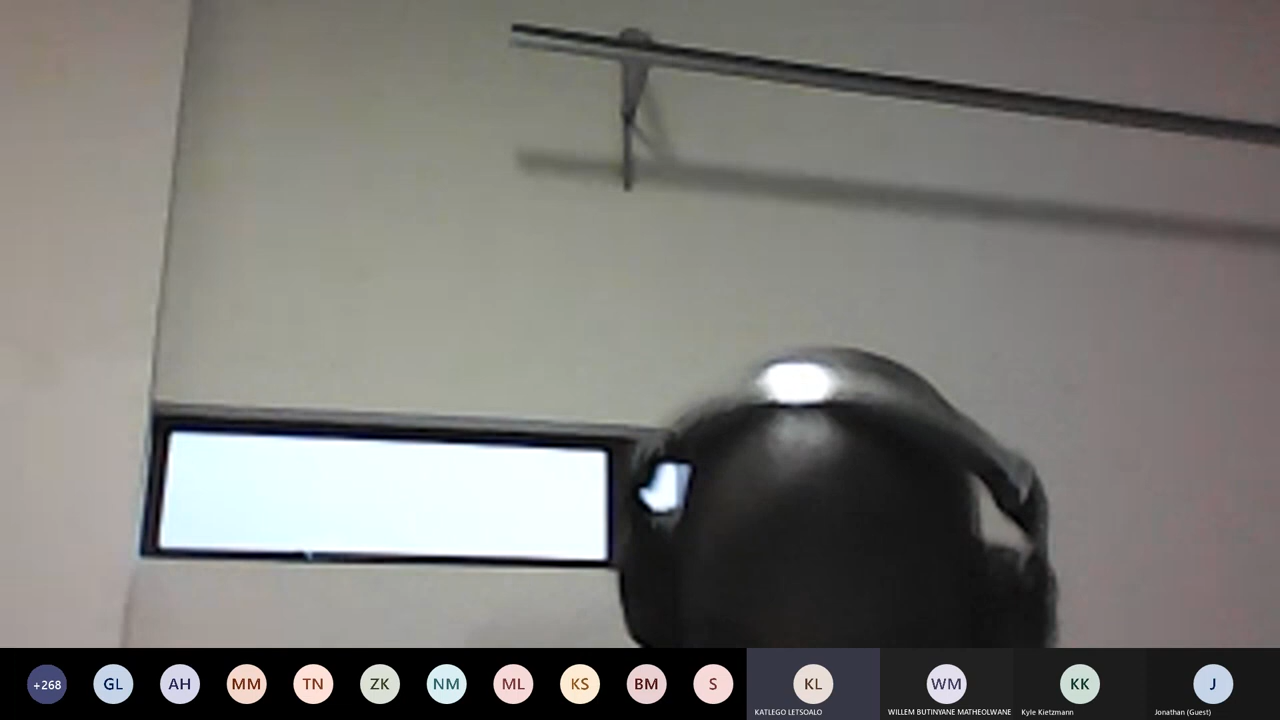 +268 GL AH MM TN ZK NM ML KS BM S KL WM KK J
KATLEGO LETSOALO WILLEM BUTINYANE MATHEOLWANE Kyle Kietzmann Jonathan (Guest)